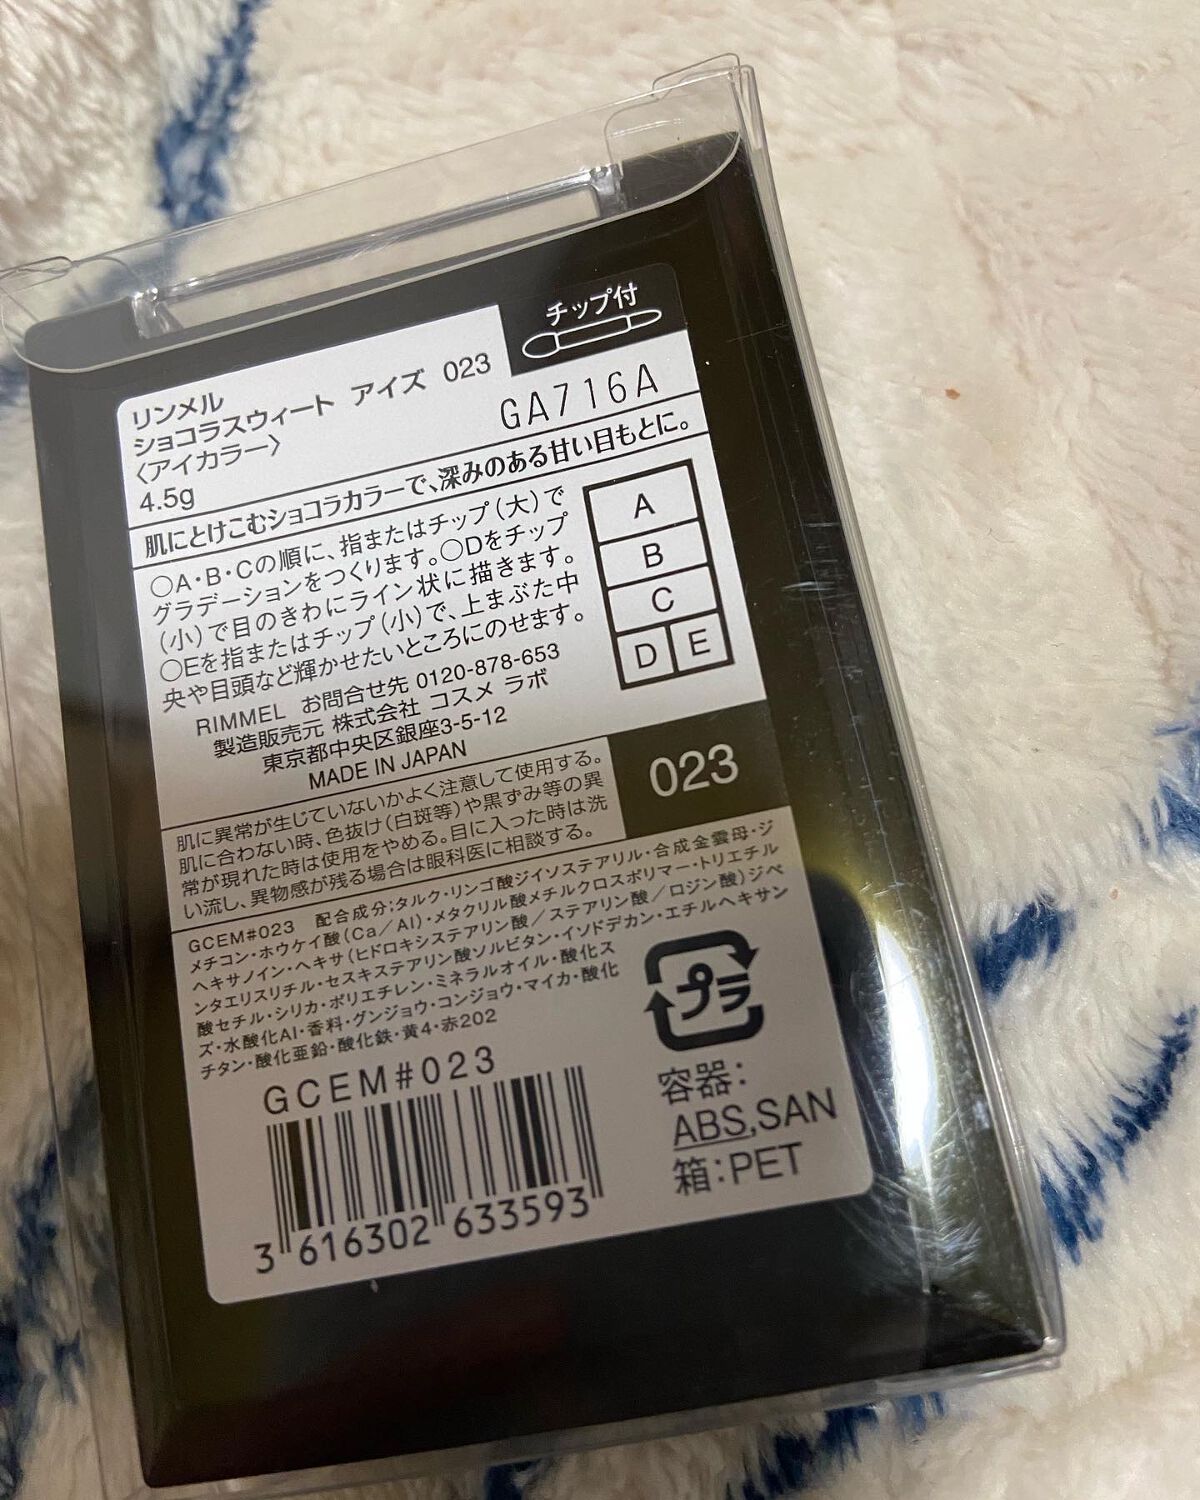 チップ付
リンメル
ショコラスウィート アイズ 023
〈アイカラー〉
4.5g
GA716A
肌にとけこむショコラカラーで、深みのある甘い目もとに。
○A・B・Cの順に、指またはチップ（大）で
グラデーションをつくります。○Dをチップ
（小）で目のきわにライン状に描きます。
○Eを指またはチップ（小）で、上まぶた中
央や目頭など輝かせたいところにのせます。
A
B
C
D E
RIMMEL お問合せ先 0120-878-653
製造販売元 株式会社 コスメ ラボ
東京都中央区銀座3-5-12
MADE IN JAPAN
023
肌に異常が生じていないかよく注意して使用する。
肌に合わない時、色抜け（白斑等）や黒ずみ等の異
常が現れた時は使用をやめる。目に入った時は洗
い流し、異物感が残る場合は眼科医に相談する。
GCEM#023 配合成分：タルク・リンゴ酸ジイソステアリル・合成金雲母・ジ
メチコン・ホウケイ酸（Ca／Al）・メタクリル酸メチルクロスポリマー・トリエチル
ヘキサノイン・ヘキサ（ヒドロキシステアリン酸／ステアリン酸／ロジン酸）ジペ
ンタエリスリチル・セスキステアリン酸ソルビタン・イソドデカン・エチルヘキサン
酸セチル・シリカ・ポリエチレン・ミネラルオイル・酸化ス
ズ・水酸化Al・香料・グンジョウ・コンジョウ・マイカ・酸化
チタン・酸化亜鉛・酸化鉄・黄4・赤202
プラ
容器：
ABS,SAN
箱：PET
GCEM#023
3 616302 633593